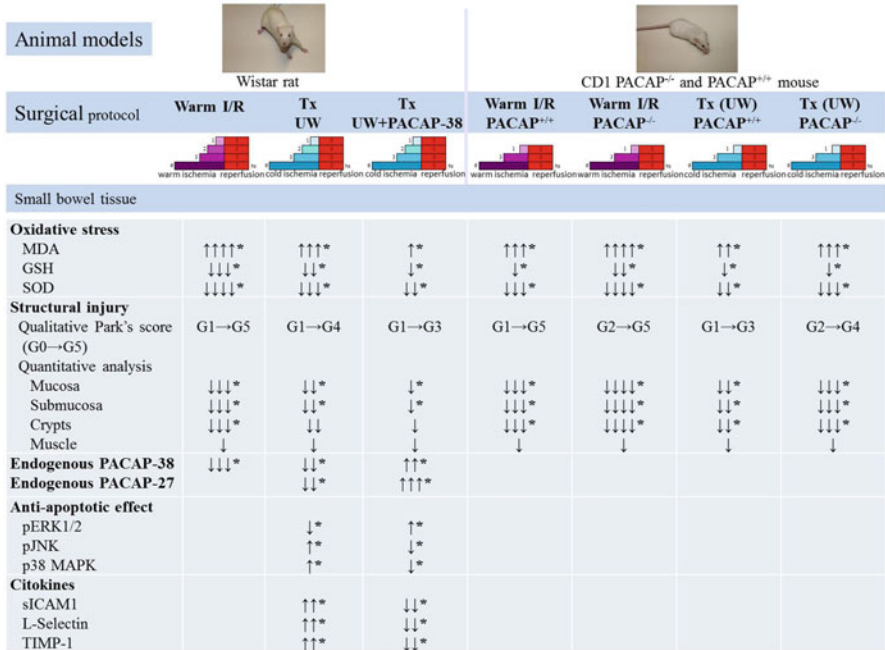 Animal models
Wistar rat CD1 PACAP-/- and PACAP+/+ mouse
Surgical protocol Warm I/R Tx Tx Warm I/R Warm I/R Tx (UW) Tx (UW)
UW UW+PACAP-38 PACAP+/+ PACAP-/- PACAP+/+ PACAP-/-
warm ischemia reperfusion cold ischemia reperfusion cold ischemia reperfusion warm ischemia reperfusion warm ischemia reperfusion cold ischemia reperfusion cold ischemia reperfusion
Small bowel tissue
Oxidative stress
MDA ↑↑↑↑* ↑↑↑* ↑* ↑↑↑* ↑↑↑↑* ↑↑* ↑↑↑*
GSH ↓↓↓* ↓↓* ↓* ↓* ↓↓* ↓* ↓*
SOD ↓↓↓↓* ↓↓↓* ↓↓* ↓↓↓* ↓↓↓↓* ↓↓* ↓↓↓*
Structural injury
Qualitative Park's score G1→G5 G1→G4 G1→G3 G1→G5 G2→G5 G1→G3 G2→G4
(G0→G5)
Quantitative analysis
Mucosa ↓↓↓* ↓↓* ↓* ↓↓↓* ↓↓↓↓* ↓↓* ↓↓↓*
Submucosa ↓↓↓* ↓↓* ↓* ↓↓↓* ↓↓↓↓* ↓↓* ↓↓↓*
Crypts ↓↓↓* ↓↓ ↓ ↓↓↓* ↓↓↓↓* ↓↓* ↓↓↓*
Muscle ↓ ↓ ↓ ↓ ↓ ↓ ↓
Endogenous PACAP-38 ↓↓↓* ↓↓* ↑↑*
Endogenous PACAP-27 ↓↓* ↑↑↑*
Anti-apoptotic effect
pERK1/2 ↓* ↑*
pJNK ↑* ↓*
p38 MAPK ↑* ↓*
Citokines
sICAM1 ↑↑* ↓↓*
L-Selectin ↑↑* ↓↓*
TIMP-1 ↑↑* ↓↓*